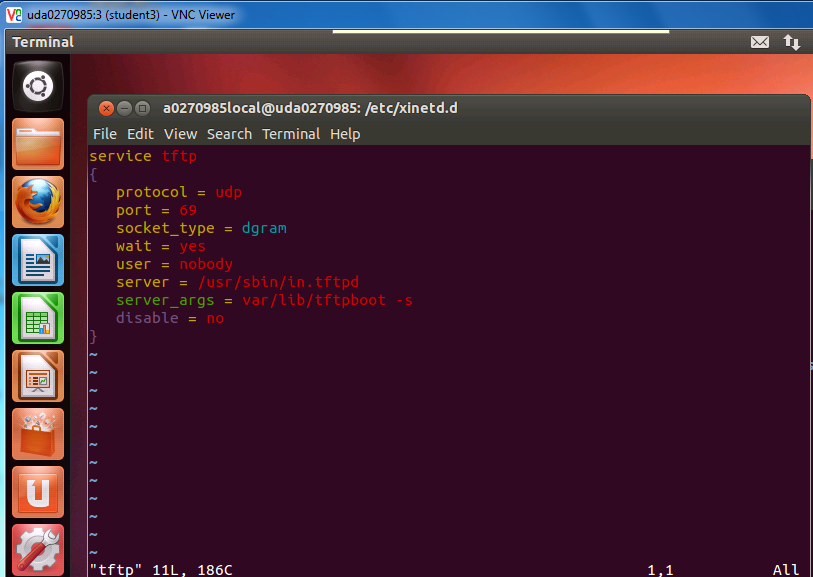 uda0270985:3 (student3) - VNC Viewer
Terminal
a0270985local@uda0270985: /etc/xinetd.d
File Edit View Search Terminal Help
service tftp
{
protocol = udp
port = 69
socket_type = dgram
wait = yes
user = nobody
server = /usr/sbin/in.tftpd
server_args = var/lib/tftpboot -s
disable = no
}
~
~
~
~
~
~
~
~
~
~
~
~
"tftp" 11L, 186C 1,1 All